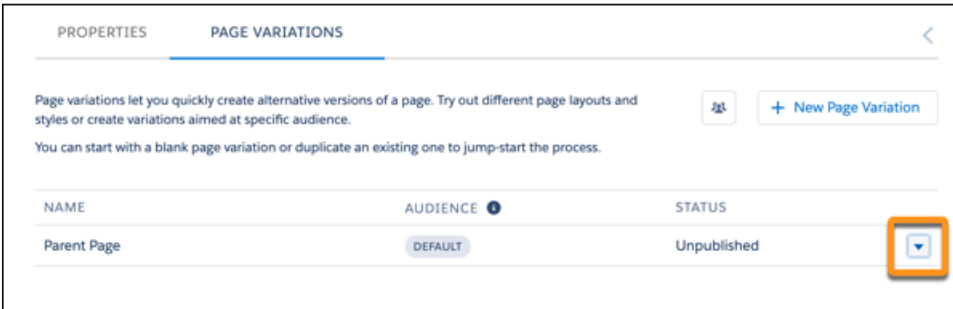 PROPERTIES PAGE VARIATIONS
Page variations let you quickly create alternative versions of a page. Try out different page layouts and
styles or create variations aimed at specific audience.
+ New Page Variation
You can start with a blank page variation or duplicate an existing one to jump-start the process.
NAME AUDIENCE STATUS
Parent Page DEFAULT Unpublished